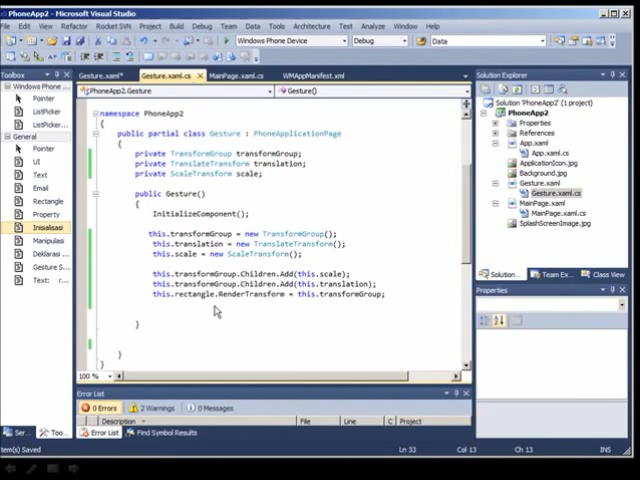 PhoneApp2 - Microsoft Visual Studio
File Edit View Refactor Rocket SVN Project Build Debug Team Data Tools Architecture Test Analyze Window Help
Windows Phone Device Debug Data
Toolbox
Windows Phone
Pointer
ListPicker
ListPicker...
General
Pointer
UI
Text
Email
Rectangle
Property
Inisialisasi
Manipulasi
Deklarasi
Gesture S
Text:
Gesture.xaml* Gesture.xaml.cs MainPage.xaml.cs WMAppManifest.xml
PhoneApp2.Gesture Gesture()
namespace PhoneApp2
{
public partial class Gesture : PhoneApplicationPage
{
private TransformGroup transformGroup;
private TranslateTransform translation;
private ScaleTransform scale;
public Gesture()
{
InitializeComponent();
this.transformGroup = new TransformGroup();
this.translation = new TranslateTransform();
this.scale = new ScaleTransform();
this.transformGroup.Children.Add(this.scale);
this.transformGroup.Children.Add(this.translation);
this.rectangle.RenderTransform = this.transformGroup;
}
}
}
100 %
Solution Explorer
Solution 'PhoneApp2' (1 project)
PhoneApp2
Properties
References
App.xaml
App.xaml.cs
ApplicationIcon.jpg
Background.jpg
Gesture.xaml
Gesture.xaml.cs
MainPage.xaml
MainPage.xaml.cs
SplashScreenImage.jpg
Solution... Team Ex... Class View
Properties
Error List
0 Errors 2 Warnings 0 Messages
Description File Line C Project
Ser... Too... Error List Find Symbol Results
Item(s) Saved Ln 33 Col 13 Ch 13 INS